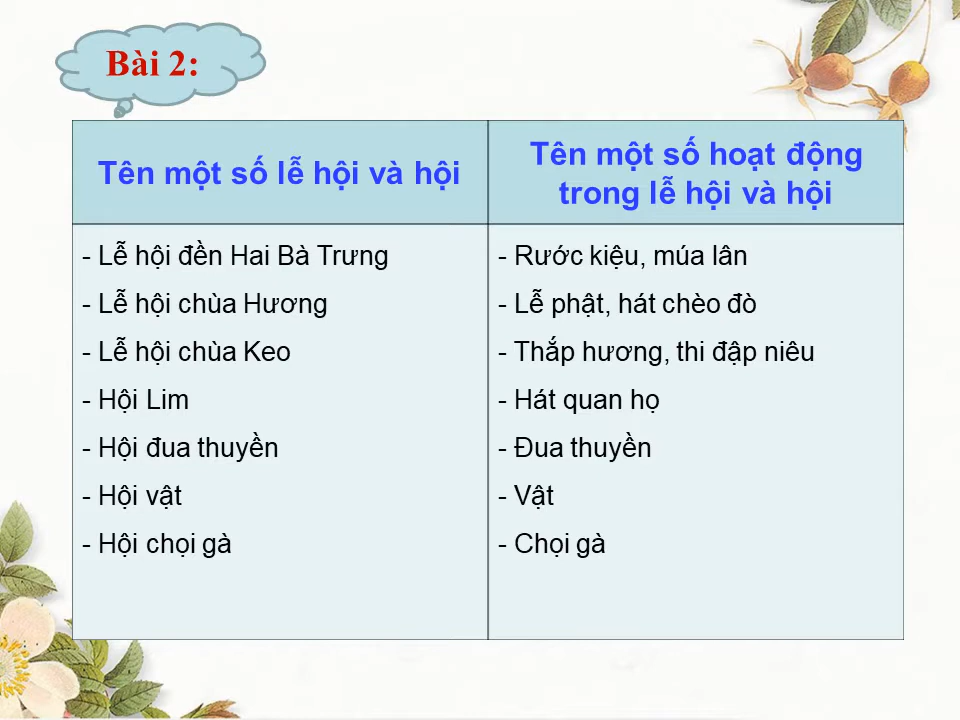 Bài 2:
Tên một số lễ hội và hội
Tên một số hoạt động
trong lễ hội và hội
- Lễ hội đền Hai Bà Trưng
- Lễ hội chùa Hương
- Lễ hội chùa Keo
- Hội Lim
- Hội đua thuyền
- Hội vật
- Hội chọi gà
- Rước kiệu, múa lân
- Lễ phật, hát chèo đò
- Thắp hương, thi đập niêu
- Hát quan họ
- Đua thuyền
- Vật
- Chọi gà